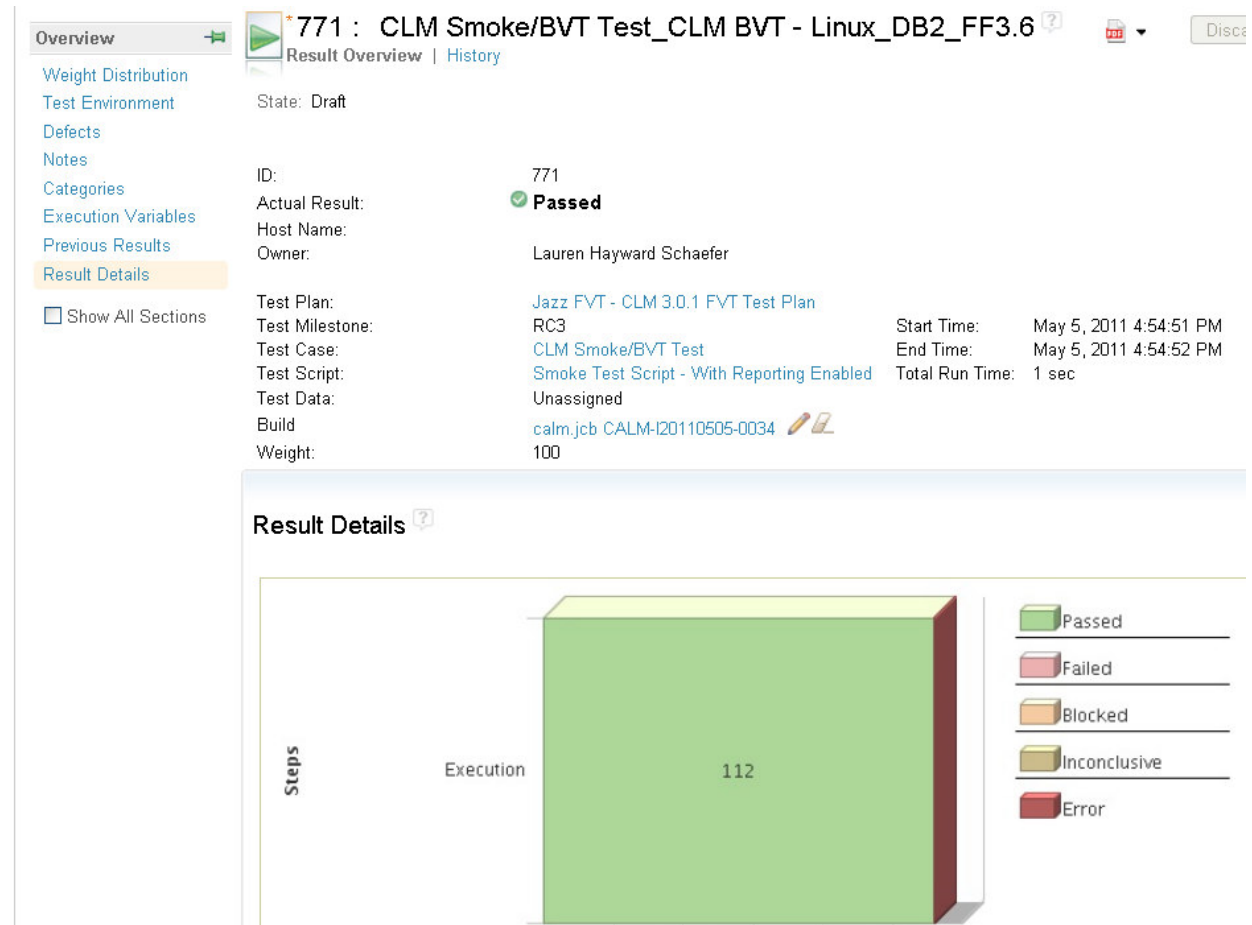 Overview
Weight Distribution
Test Environment
Defects
Notes
Categories
Execution Variables
Previous Results
Result Details
Show All Sections
*771 : CLM Smoke/BVT Test_CLM BVT - Linux_DB2_FF3.6 ?
PDF
Disca
Result Overview | History
State: Draft
ID: 771
Actual Result: Passed
Host Name:
Owner: Lauren Hayward Schaefer
Test Plan: Jazz FVT - CLM 3.0.1 FVT Test Plan
Test Milestone: RC3 Start Time: May 5, 2011 4:54:51 PM
Test Case: CLM Smoke/BVT Test End Time: May 5, 2011 4:54:52 PM
Test Script: Smoke Test Script - With Reporting Enabled Total Run Time: 1 sec
Test Data: Unassigned
Build calm.jcb CALM-I20110505-0034
Weight: 100
Result Details ?
Steps
Execution
112
Passed
Failed
Blocked
Inconclusive
Error